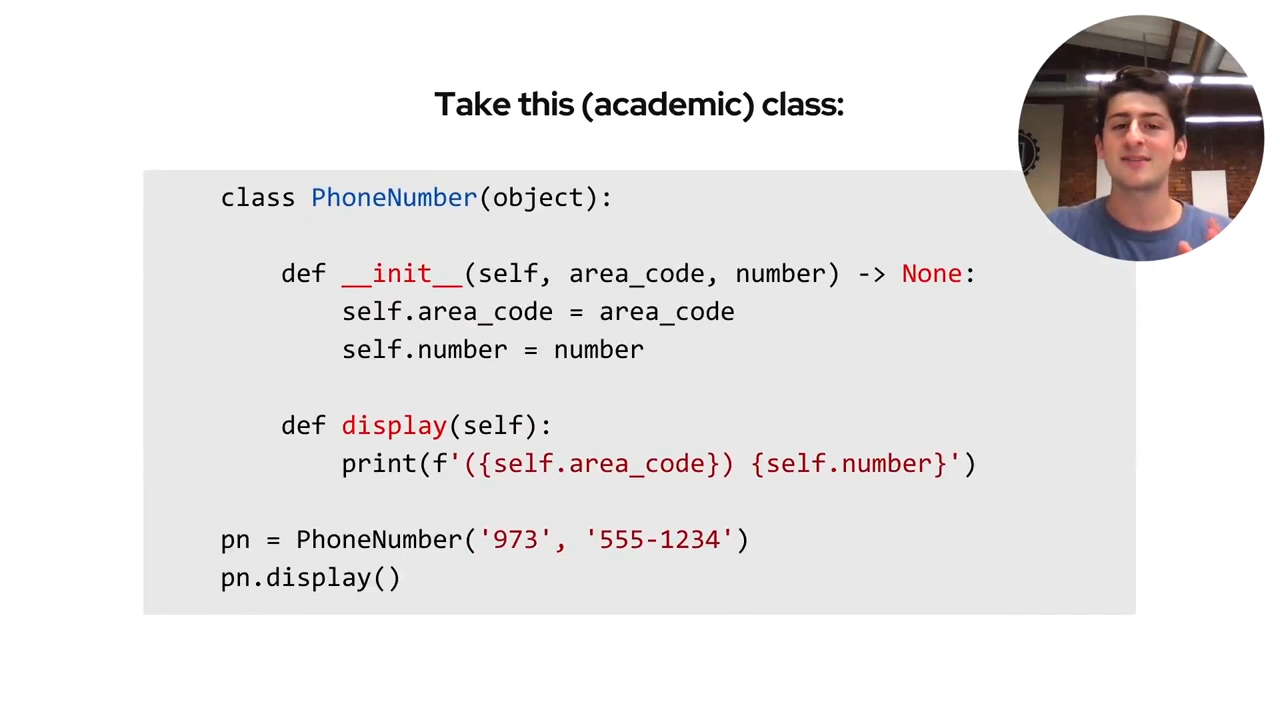 Take this (academic) class:
class PhoneNumber(object):
def __init__(self, area_code, number) -> None:
self.area_code = area_code
self.number = number
def display(self):
print(f'({self.area_code}) {self.number}')
pn = PhoneNumber('973', '555-1234')
pn.display()